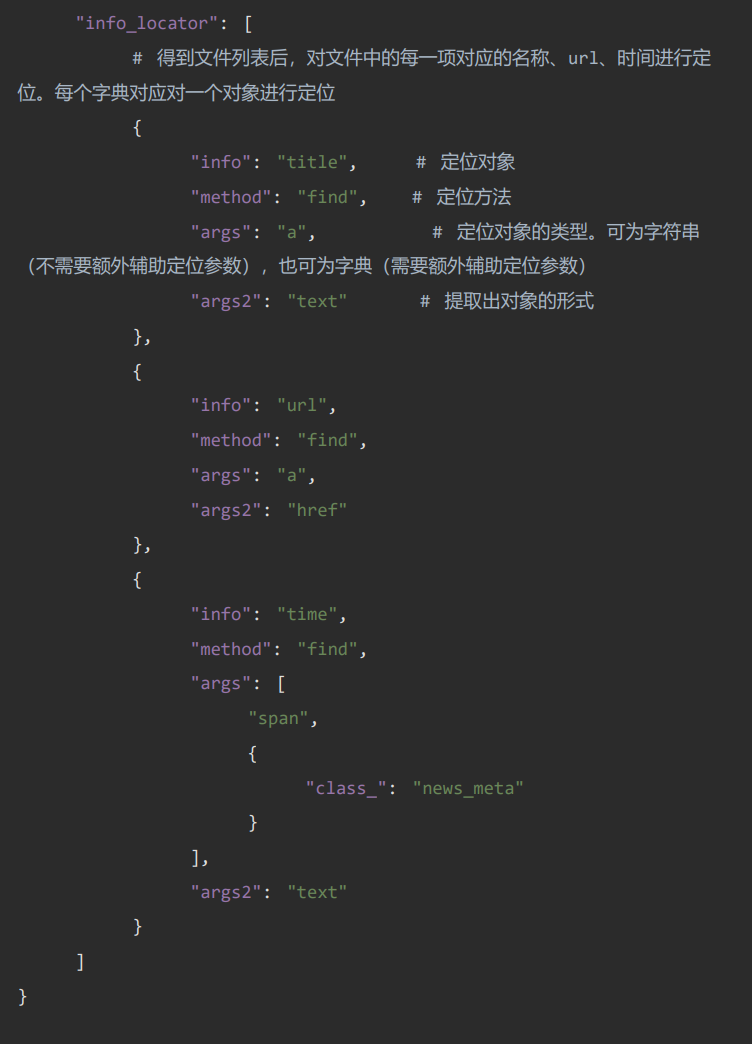 "info_locator": [
# 得到文件列表后，对文件中的每一项对应的名称、url、时间进行定
位。每个字典对应对一个对象进行定位
{
"info": "title", # 定位对象
"method": "find", # 定位方法
"args": "a", # 定位对象的类型。可为字符串
（不需要额外辅助定位参数），也可为字典（需要额外辅助定位参数）
"args2": "text" # 提取出对象的形式
},
{
"info": "url",
"method": "find",
"args": "a",
"args2": "href"
},
{
"info": "time",
"method": "find",
"args": [
"span",
{
"class_": "news_meta"
}
],
"args2": "text"
}
]
}